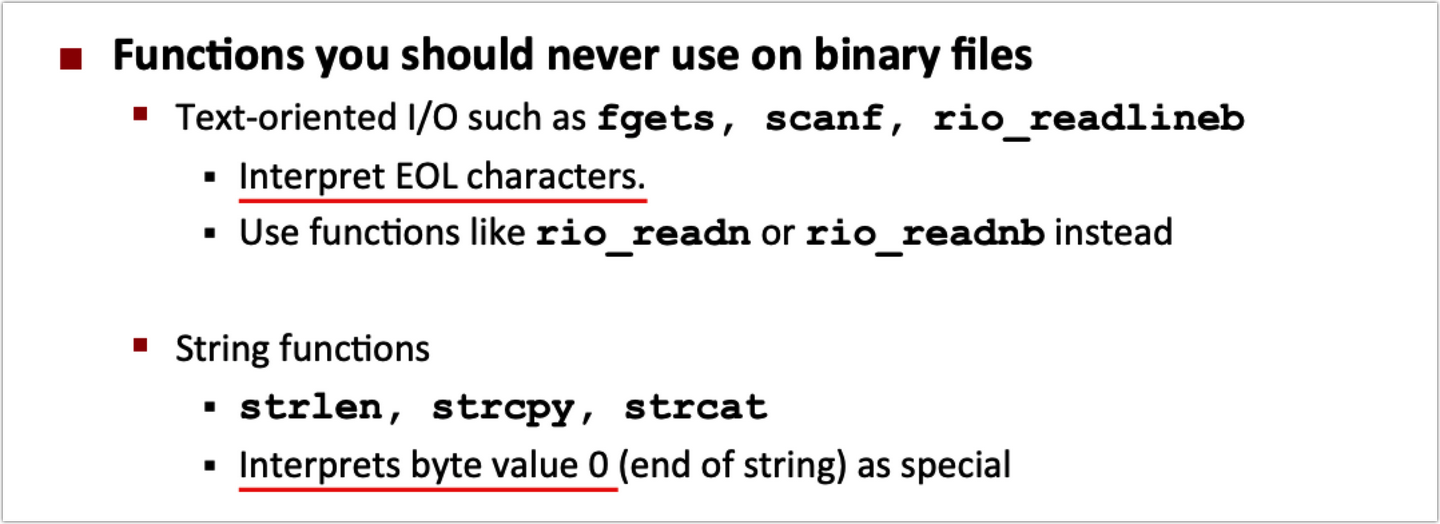 Functions you should never use on binary files
Text-oriented I/O such as fgets, scanf, rio_readlineb
Interpret EOL characters.
Use functions like rio_readn or rio_readnb instead
String functions
strlen, strcpy, strcat
Interprets byte value 0 (end of string) as special